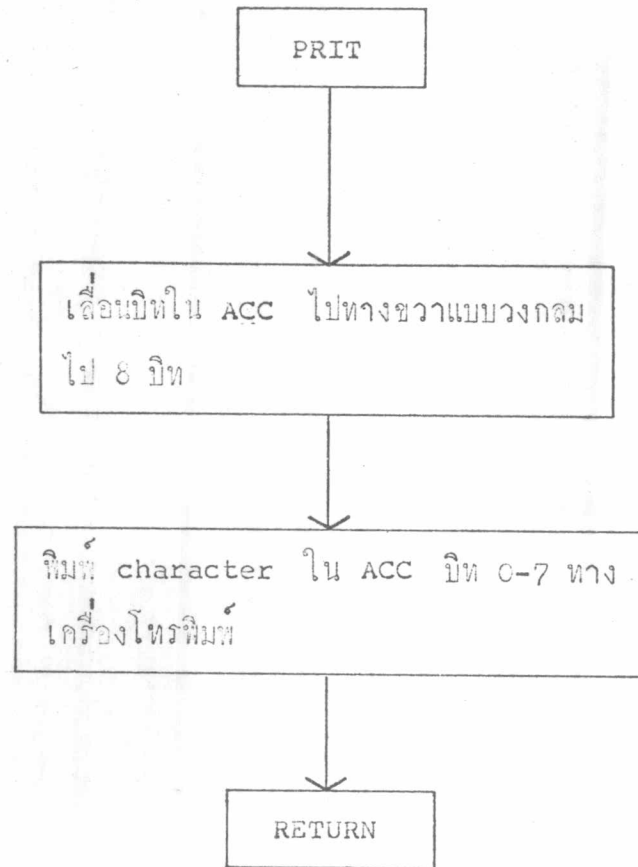 PRIT
เลื่อนบิทใน ACC ไปทางขวาแบบวงกลม
ไป 8 บิท
พิมพ์ character ใน ACC บิท 0-7 ทาง
เครื่องโทรพิมพ์
RETURN